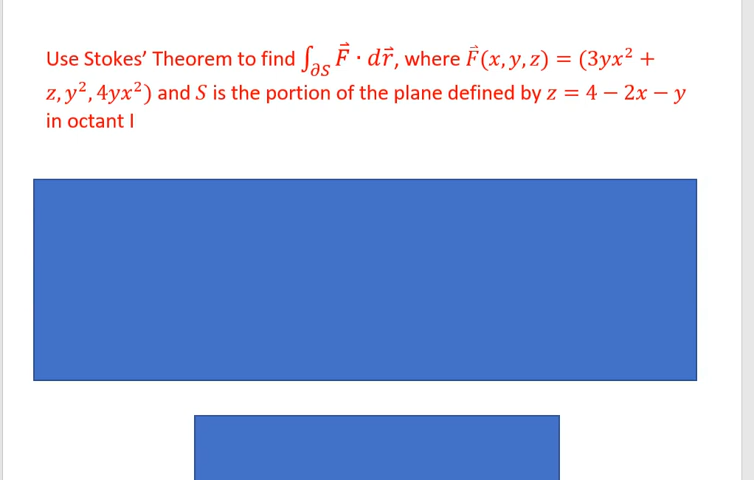 Use Stokes’ Theorem to find ∫_∂S F⃗ · dr⃗, where F⃗(x, y, z) = (3yx² +
z, y², 4yx²) and S is the portion of the plane defined by z = 4 − 2x − y
in octant I